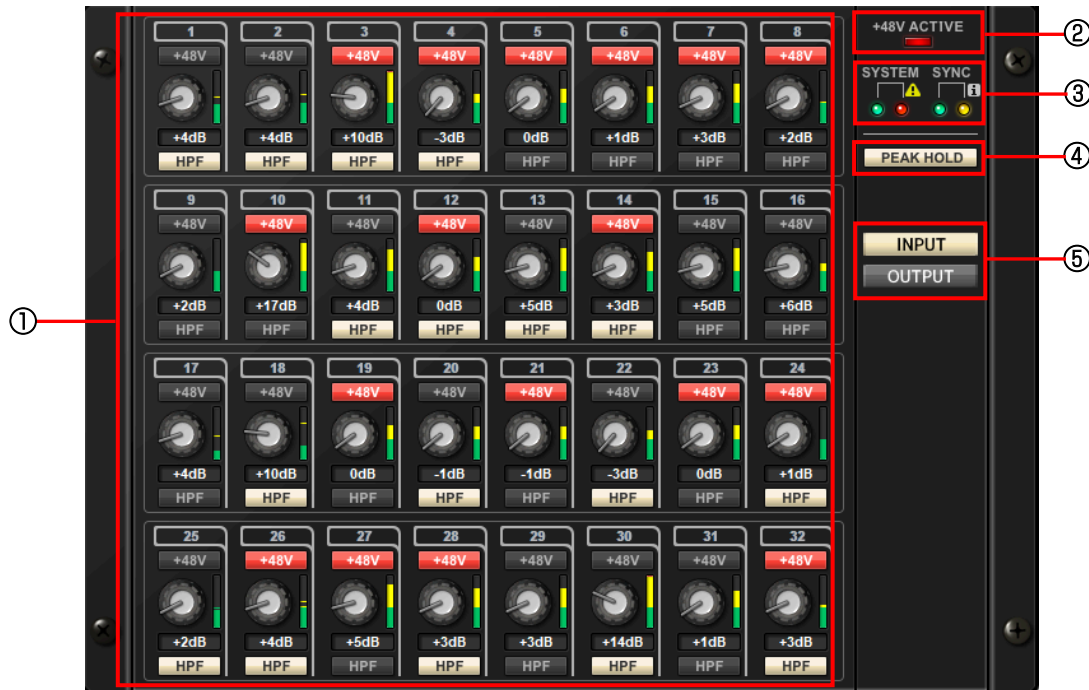 1 2 3 4 5 6 7 8
+48V +48V +48V +48V +48V +48V +48V +48V
+4dB +4dB +10dB -3dB 0dB +1dB +3dB +2dB
HPF HPF HPF HPF HPF HPF HPF HPF
9 10 11 12 13 14 15 16
+48V +48V +48V +48V +48V +48V +48V +48V
+2dB +17dB +4dB 0dB +5dB +3dB +5dB +6dB
HPF HPF HPF HPF HPF HPF HPF HPF
17 18 19 20 21 22 23 24
+48V +48V +48V +48V +48V +48V +48V +48V
+4dB +10dB 0dB -1dB -1dB -3dB 0dB +1dB
HPF HPF HPF HPF HPF HPF HPF HPF
25 26 27 28 29 30 31 32
+48V +48V +48V +48V +48V +48V +48V +48V
+2dB +4dB +5dB +3dB +3dB +14dB +1dB +3dB
HPF HPF HPF HPF HPF HPF HPF HPF
①
+48V ACTIVE
②
SYSTEM SYNC
③
PEAK HOLD
④
INPUT
OUTPUT
⑤